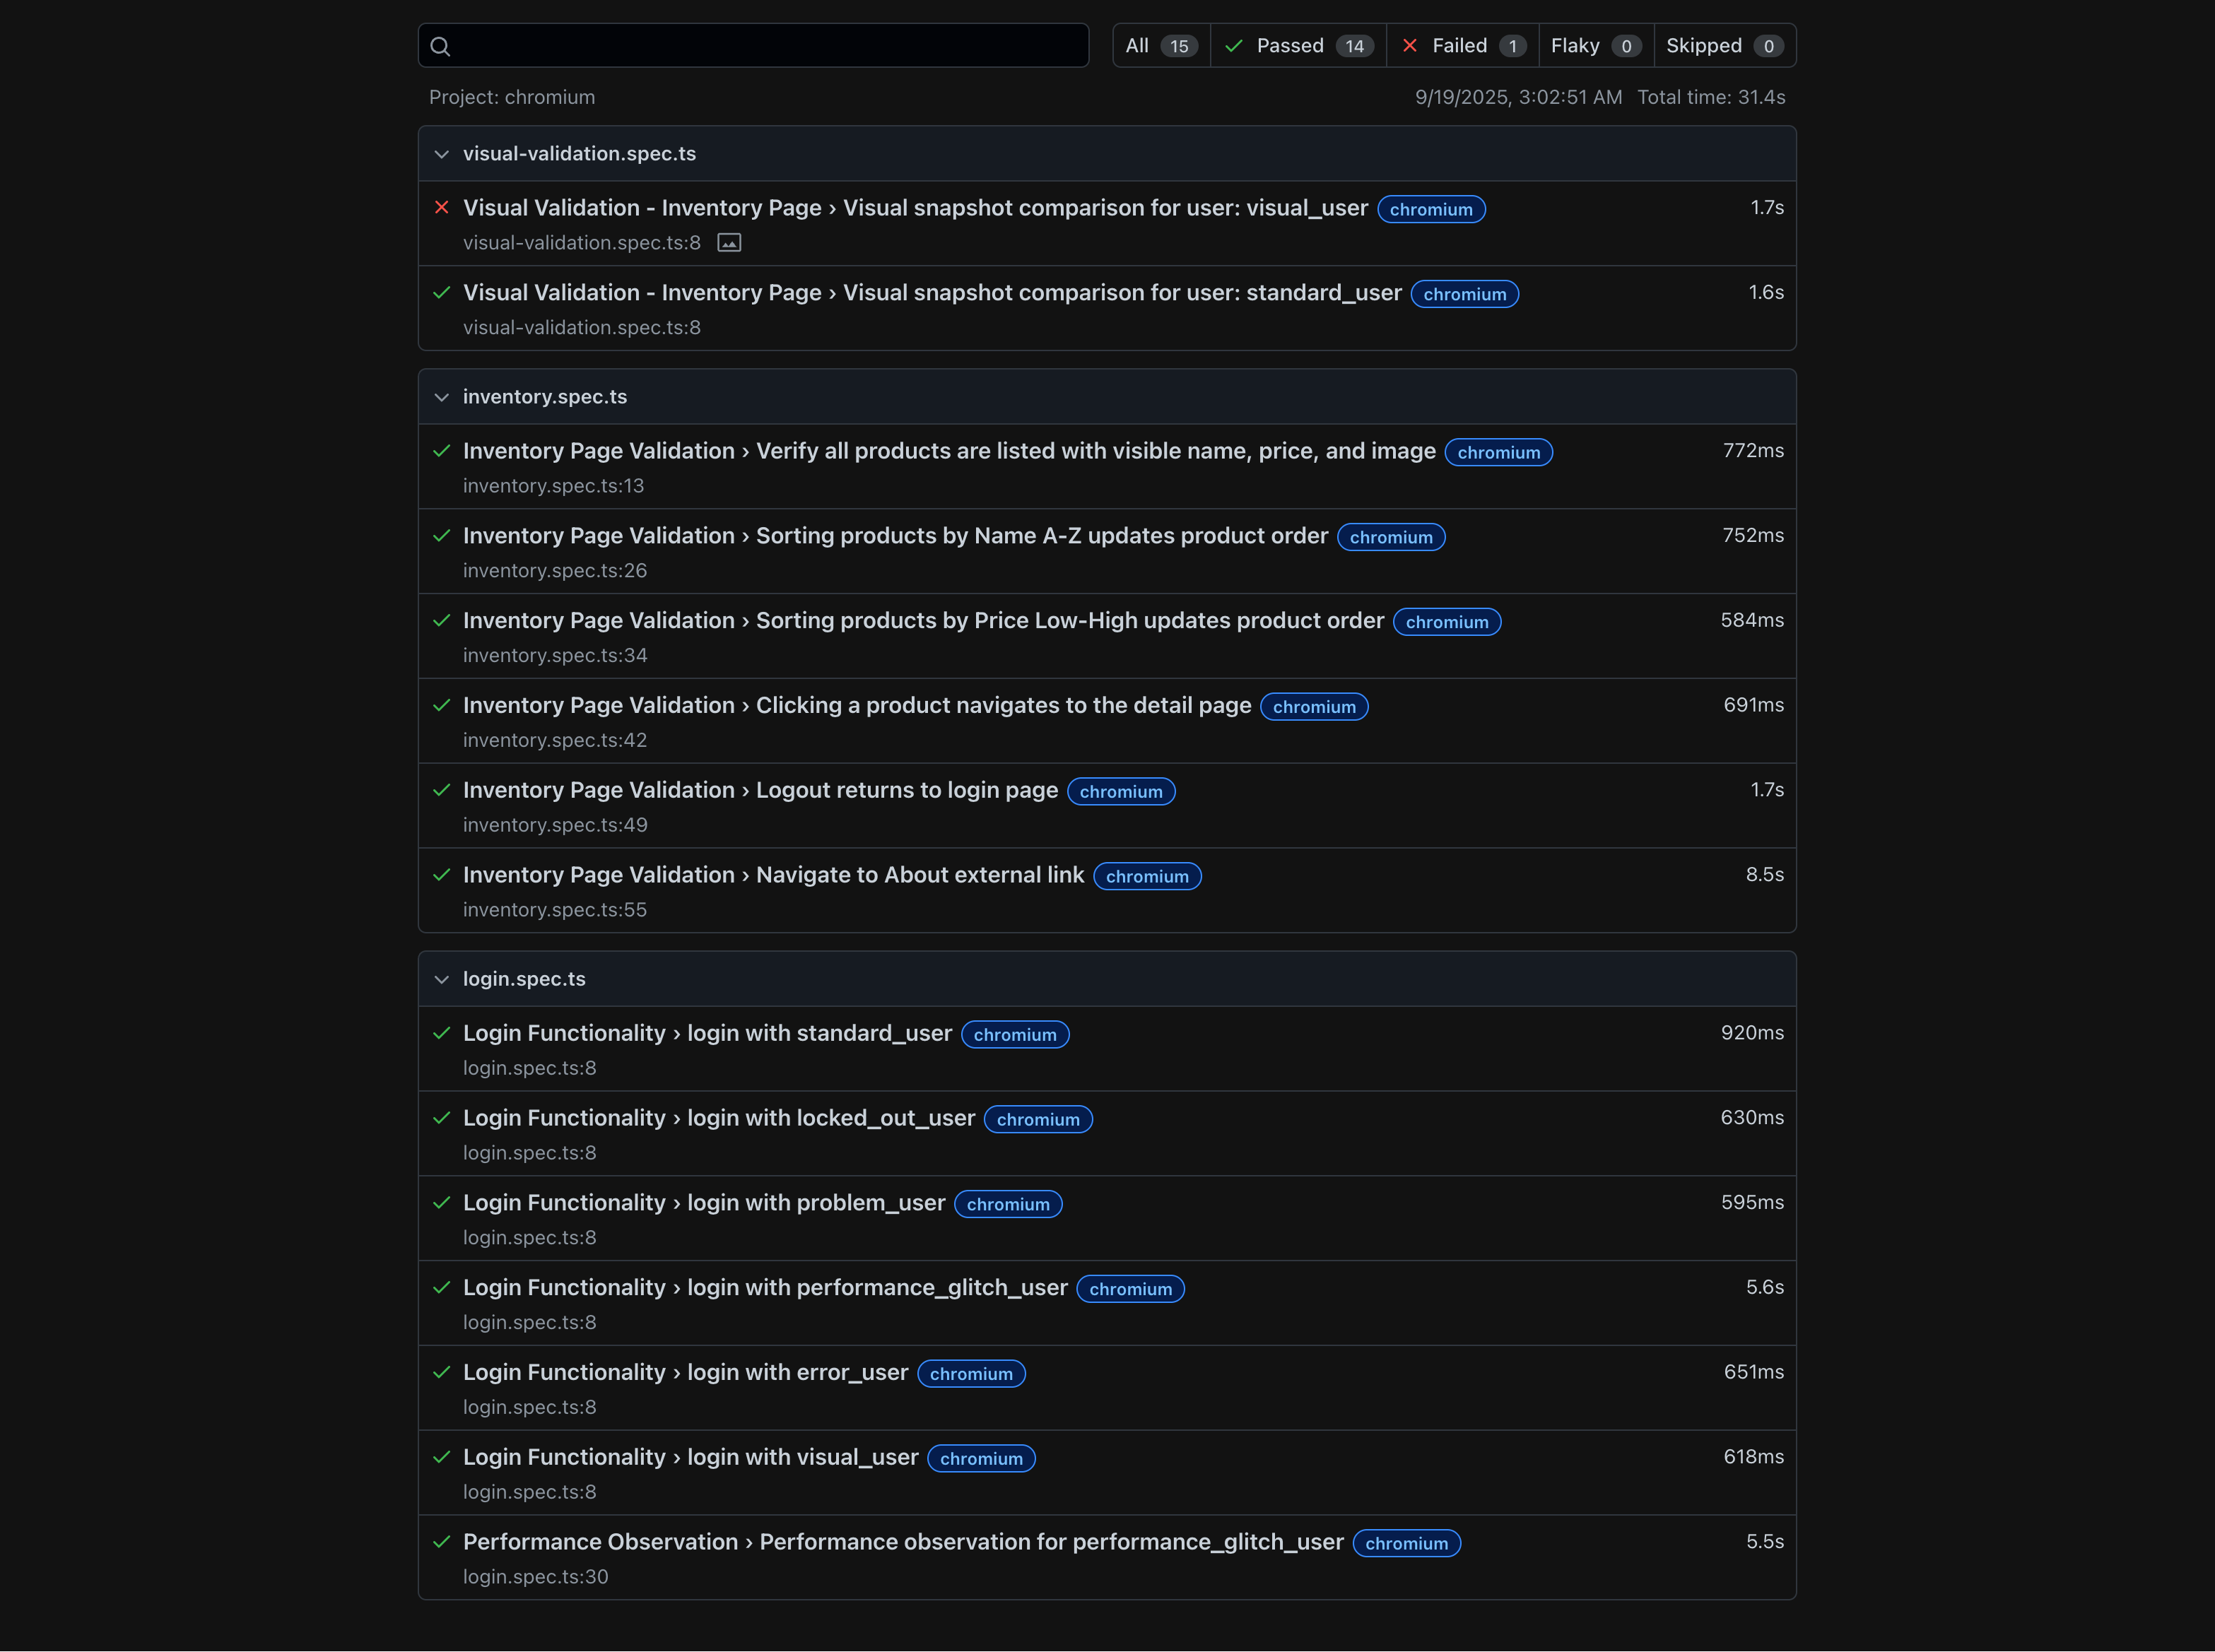 All 15 Passed 14 Failed 1 Flaky 0 Skipped 0
Project: chromium 9/19/2025, 3:02:51 AM Total time: 31.4s
visual-validation.spec.ts
Visual Validation - Inventory Page › Visual snapshot comparison for user: visual_user chromium 1.7s
visual-validation.spec.ts:8
Visual Validation - Inventory Page › Visual snapshot comparison for user: standard_user chromium 1.6s
visual-validation.spec.ts:8
inventory.spec.ts
Inventory Page Validation › Verify all products are listed with visible name, price, and image chromium 772ms
inventory.spec.ts:13
Inventory Page Validation › Sorting products by Name A-Z updates product order chromium 752ms
inventory.spec.ts:26
Inventory Page Validation › Sorting products by Price Low-High updates product order chromium 584ms
inventory.spec.ts:34
Inventory Page Validation › Clicking a product navigates to the detail page chromium 691ms
inventory.spec.ts:42
Inventory Page Validation › Logout returns to login page chromium 1.7s
inventory.spec.ts:49
Inventory Page Validation › Navigate to About external link chromium 8.5s
inventory.spec.ts:55
login.spec.ts
Login Functionality › login with standard_user chromium 920ms
login.spec.ts:8
Login Functionality › login with locked_out_user chromium 630ms
login.spec.ts:8
Login Functionality › login with problem_user chromium 595ms
login.spec.ts:8
Login Functionality › login with performance_glitch_user chromium 5.6s
login.spec.ts:8
Login Functionality › login with error_user chromium 651ms
login.spec.ts:8
Login Functionality › login with visual_user chromium 618ms
login.spec.ts:8
Performance Observation › Performance observation for performance_glitch_user chromium 5.5s
login.spec.ts:30